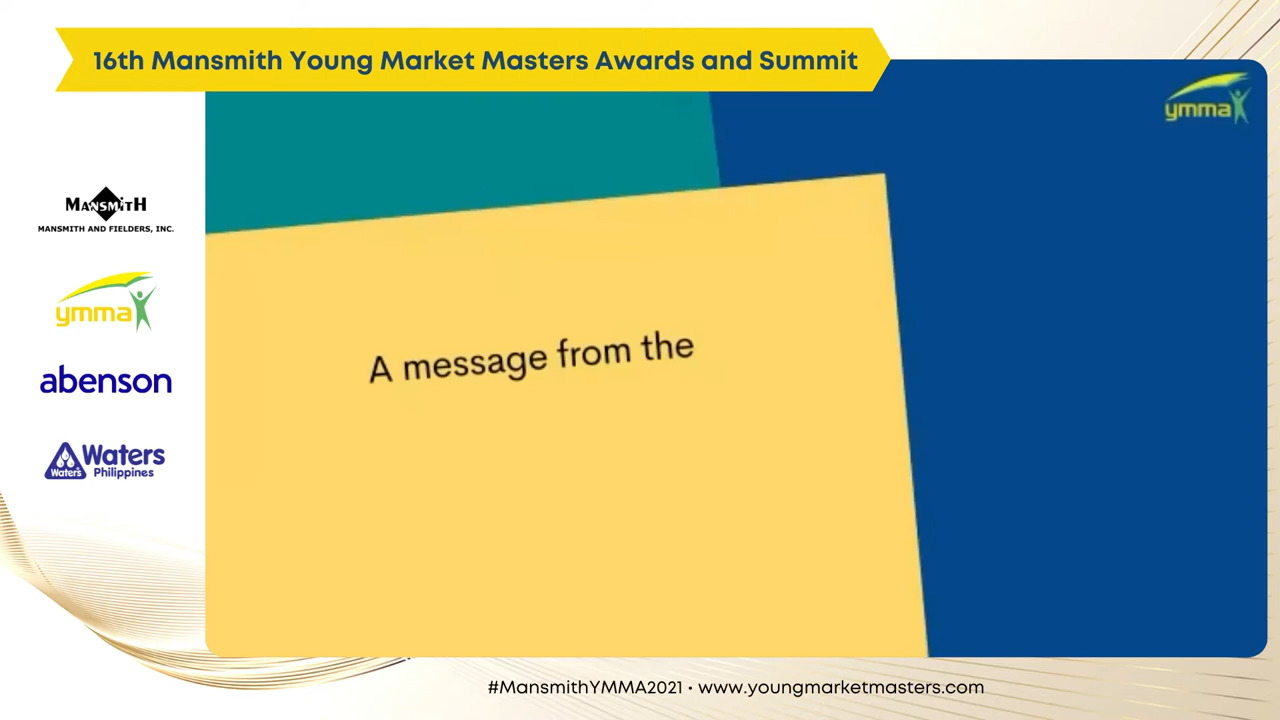 16th Mansmith Young Market Masters Awards and Summit
ymma
MANSMITH
MANSMITH AND FIELDERS, INC.
ymma
abenson
Waters
Water's
Philippines
A message from the
#MansmithYMMA2021 • www.youngmarketmasters.com